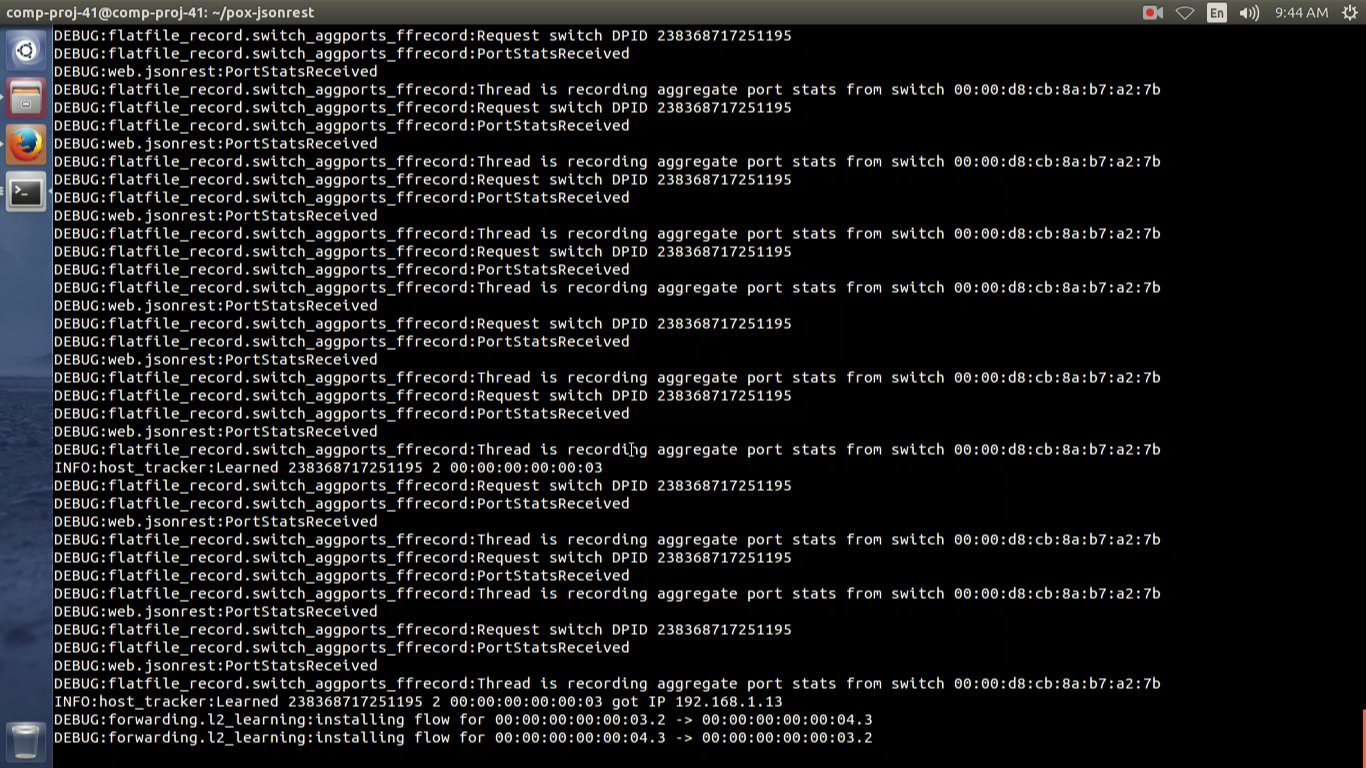 comp-proj-41@comp-proj-41: ~/pox-jsonrest
En
9:44 AM
DEBUG:flatfile_record.switch_aggports_ffrecord:Request switch DPID 238368717251195
DEBUG:flatfile_record.switch_aggports_ffrecord:PortStatsReceived
DEBUG:web.jsonrest:PortStatsReceived
DEBUG:flatfile_record.switch_aggports_ffrecord:Thread is recording aggregate port stats from switch 00:00:d8:cb:8a:b7:a2:7b
DEBUG:flatfile_record.switch_aggports_ffrecord:Request switch DPID 238368717251195
DEBUG:flatfile_record.switch_aggports_ffrecord:PortStatsReceived
DEBUG:web.jsonrest:PortStatsReceived
DEBUG:flatfile_record.switch_aggports_ffrecord:Thread is recording aggregate port stats from switch 00:00:d8:cb:8a:b7:a2:7b
DEBUG:flatfile_record.switch_aggports_ffrecord:Request switch DPID 238368717251195
DEBUG:flatfile_record.switch_aggports_ffrecord:PortStatsReceived
DEBUG:web.jsonrest:PortStatsReceived
DEBUG:flatfile_record.switch_aggports_ffrecord:Thread is recording aggregate port stats from switch 00:00:d8:cb:8a:b7:a2:7b
DEBUG:flatfile_record.switch_aggports_ffrecord:Request switch DPID 238368717251195
DEBUG:flatfile_record.switch_aggports_ffrecord:PortStatsReceived
DEBUG:flatfile_record.switch_aggports_ffrecord:Thread is recording aggregate port stats from switch 00:00:d8:cb:8a:b7:a2:7b
DEBUG:web.jsonrest:PortStatsReceived
DEBUG:flatfile_record.switch_aggports_ffrecord:Request switch DPID 238368717251195
DEBUG:flatfile_record.switch_aggports_ffrecord:PortStatsReceived
DEBUG:web.jsonrest:PortStatsReceived
DEBUG:flatfile_record.switch_aggports_ffrecord:Thread is recording aggregate port stats from switch 00:00:d8:cb:8a:b7:a2:7b
DEBUG:flatfile_record.switch_aggports_ffrecord:Request switch DPID 238368717251195
DEBUG:flatfile_record.switch_aggports_ffrecord:PortStatsReceived
DEBUG:web.jsonrest:PortStatsReceived
DEBUG:flatfile_record.switch_aggports_ffrecord:Thread is recording aggregate port stats from switch 00:00:d8:cb:8a:b7:a2:7b
INFO:host_tracker:Learned 238368717251195 2 00:00:00:00:00:03
DEBUG:flatfile_record.switch_aggports_ffrecord:Request switch DPID 238368717251195
DEBUG:flatfile_record.switch_aggports_ffrecord:PortStatsReceived
DEBUG:web.jsonrest:PortStatsReceived
DEBUG:flatfile_record.switch_aggports_ffrecord:Thread is recording aggregate port stats from switch 00:00:d8:cb:8a:b7:a2:7b
DEBUG:flatfile_record.switch_aggports_ffrecord:Request switch DPID 238368717251195
DEBUG:flatfile_record.switch_aggports_ffrecord:PortStatsReceived
DEBUG:flatfile_record.switch_aggports_ffrecord:Thread is recording aggregate port stats from switch 00:00:d8:cb:8a:b7:a2:7b
DEBUG:web.jsonrest:PortStatsReceived
DEBUG:flatfile_record.switch_aggports_ffrecord:Request switch DPID 238368717251195
DEBUG:flatfile_record.switch_aggports_ffrecord:PortStatsReceived
DEBUG:web.jsonrest:PortStatsReceived
DEBUG:flatfile_record.switch_aggports_ffrecord:Thread is recording aggregate port stats from switch 00:00:d8:cb:8a:b7:a2:7b
INFO:host_tracker:Learned 238368717251195 2 00:00:00:00:00:03 got IP 192.168.1.13
DEBUG:forwarding.l2_learning:installing flow for 00:00:00:00:00:03.2 -> 00:00:00:00:00:04.3
DEBUG:forwarding.l2_learning:installing flow for 00:00:00:00:00:04.3 -> 00:00:00:00:00:03.2